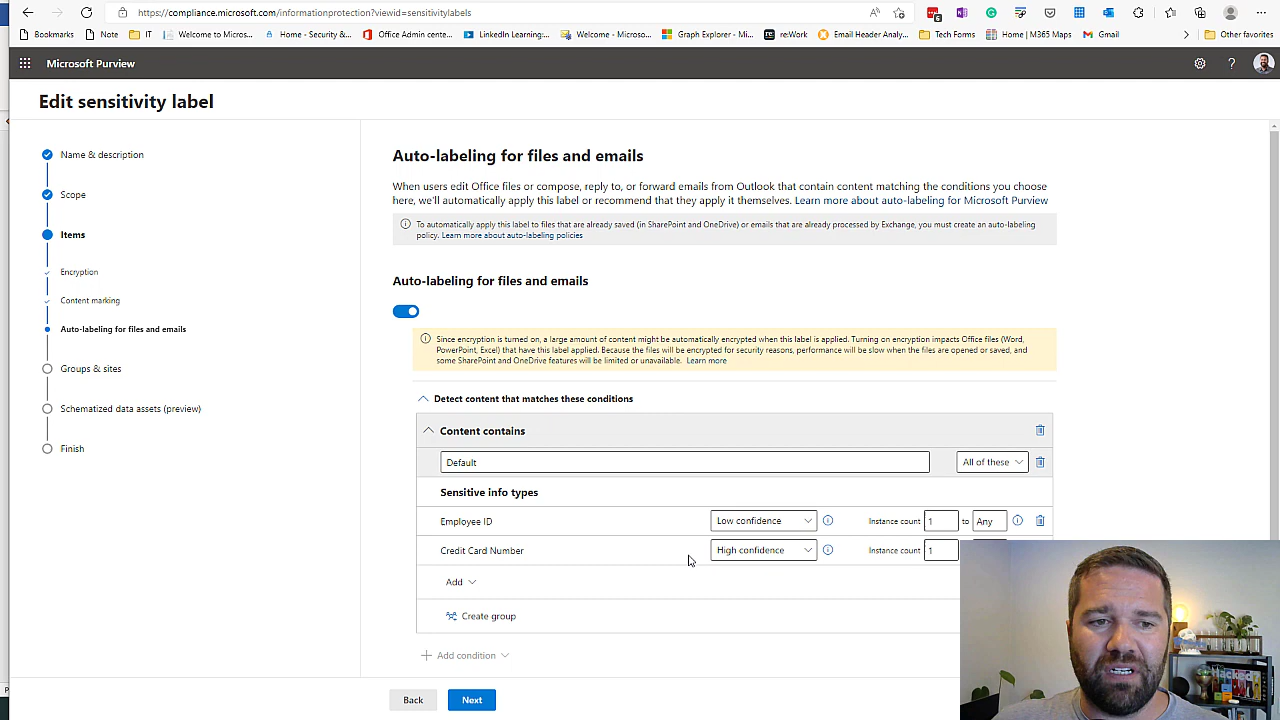 https://compliance.microsoft.com/informationprotection?viewid=sensitivitylabels
Bookmarks Note IT Welcome to Micros... Home - Security &... Office Admin cente... LinkedIn Learning:... Welcome - Microso... Graph Explorer - Mi... re:Work Email Header Analy... Tech Forms Home | M365 Maps Gmail Other favorites
Microsoft Purview
Edit sensitivity label
Name & description
Scope
Items
Encryption
Content marking
Auto-labeling for files and emails
Groups & sites
Schematized data assets (preview)
Finish
Auto-labeling for files and emails
When users edit Office files or compose, reply to, or forward emails from Outlook that contain content matching the conditions you choose
here, we'll automatically apply this label or recommend that they apply it themselves. Learn more about auto-labeling for Microsoft Purview
To automatically apply this label to files that are already saved (in SharePoint and OneDrive) or emails that are already processed by Exchange, you must create an auto-labeling
policy. Learn more about auto-labeling policies
Auto-labeling for files and emails
Since encryption is turned on, a large amount of content might be automatically encrypted when this label is applied. Turning on encryption impacts Office files (Word,
PowerPoint, Excel) that have this label applied. Because the files will be encrypted for security reasons, performance will be slow when the files are opened or saved, and
some SharePoint and OneDrive features will be limited or unavailable. Learn more
Detect content that matches these conditions
Content contains
Default All of these
Sensitive info types
Employee ID Low confidence Instance count 1 to Any
Credit Card Number High confidence Instance count 1
Add
Create group
Add condition
Back Next